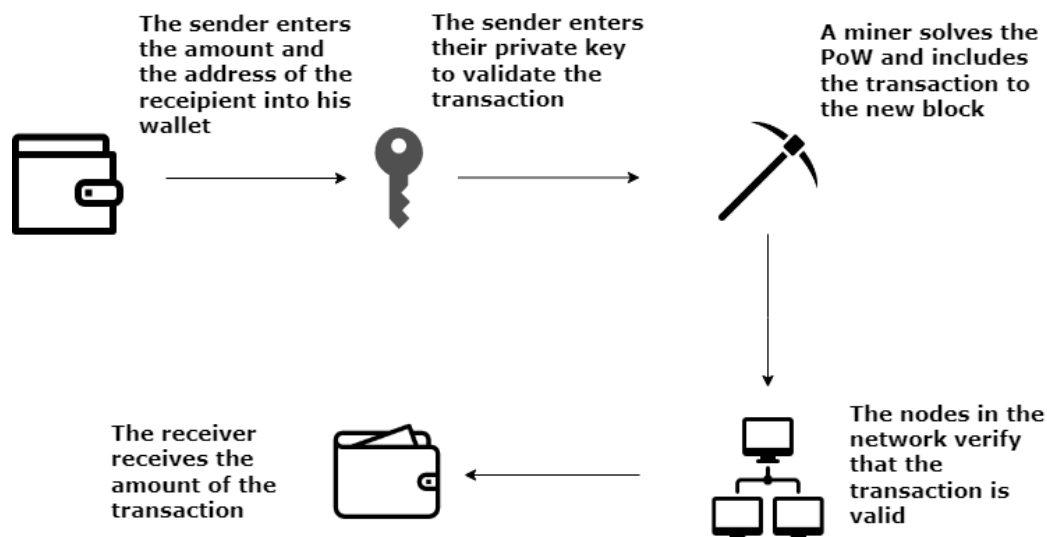 The sender enters
the amount and
the address of the
receipient into his
wallet
The sender enters
their private key
to validate the
transaction
A miner solves the
PoW and includes
the transaction to
the new block
The nodes in the
network verify
that the
transaction is
valid
The receiver
receives the
amount of the
transaction